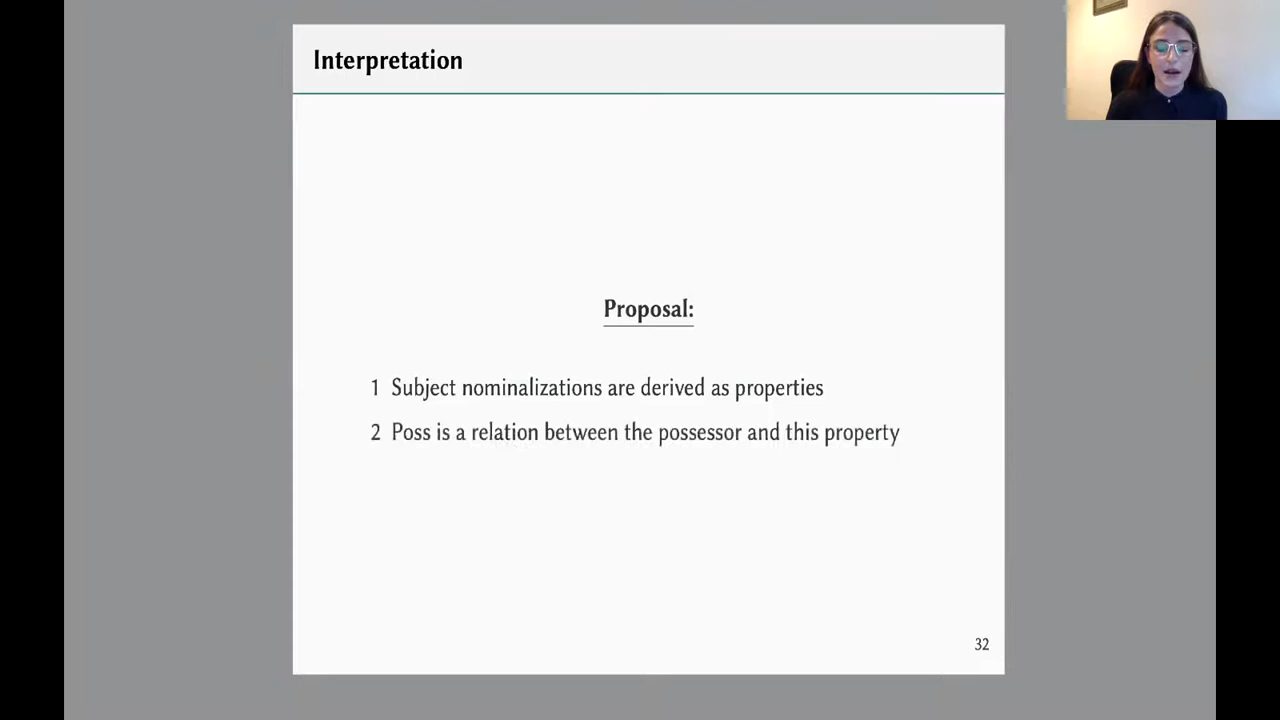 Interpretation
Proposal:
1 Subject nominalizations are derived as properties
2 Poss is a relation between the possessor and this property
32